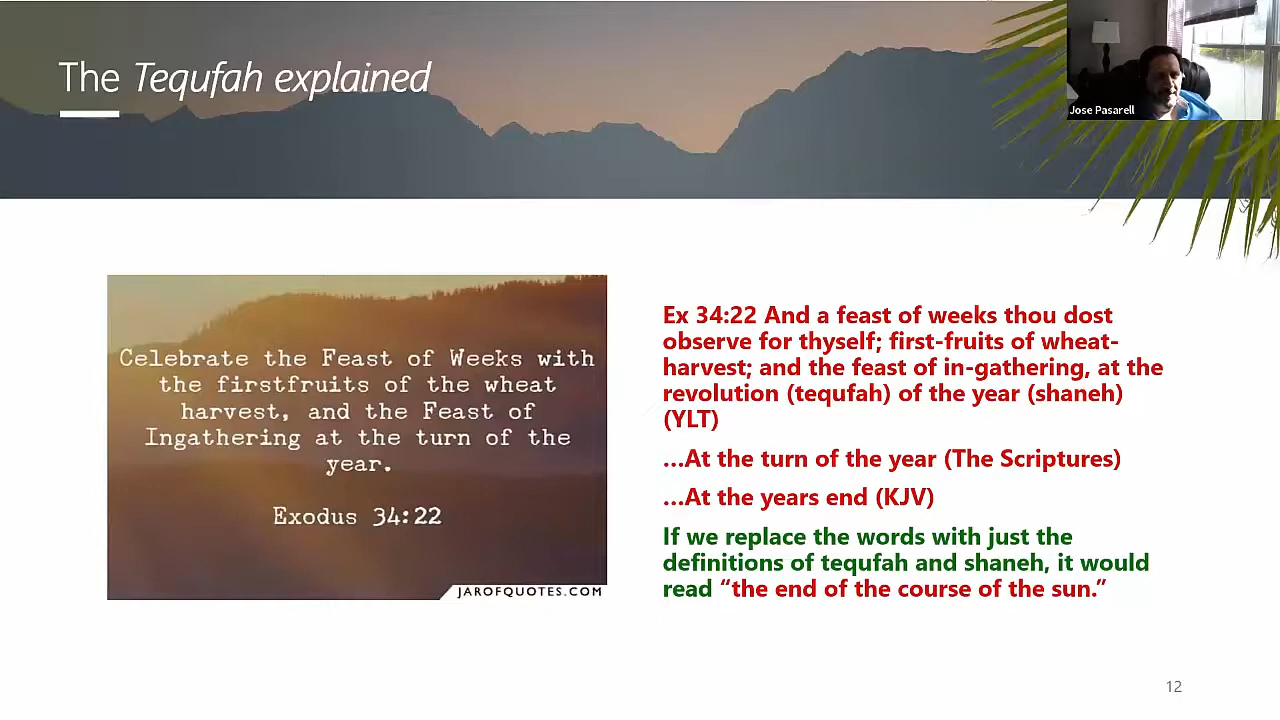 The Tequfah explained
Jose Pasarell
Celebrate the Feast of Weeks with
the firstfruits of the wheat
harvest, and the Feast of
Ingathering at the turn of the
year.
Exodus 34:22
JAROFQUOTES.COM
Ex 34:22 And a feast of weeks thou dost
observe for thyself; first-fruits of wheat-
harvest; and the feast of in-gathering, at the
revolution (tequfah) of the year (shaneh)
(YLT)
...At the turn of the year (The Scriptures)
...At the years end (KJV)
If we replace the words with just the
definitions of tequfah and shaneh, it would
read “the end of the course of the sun.”
12